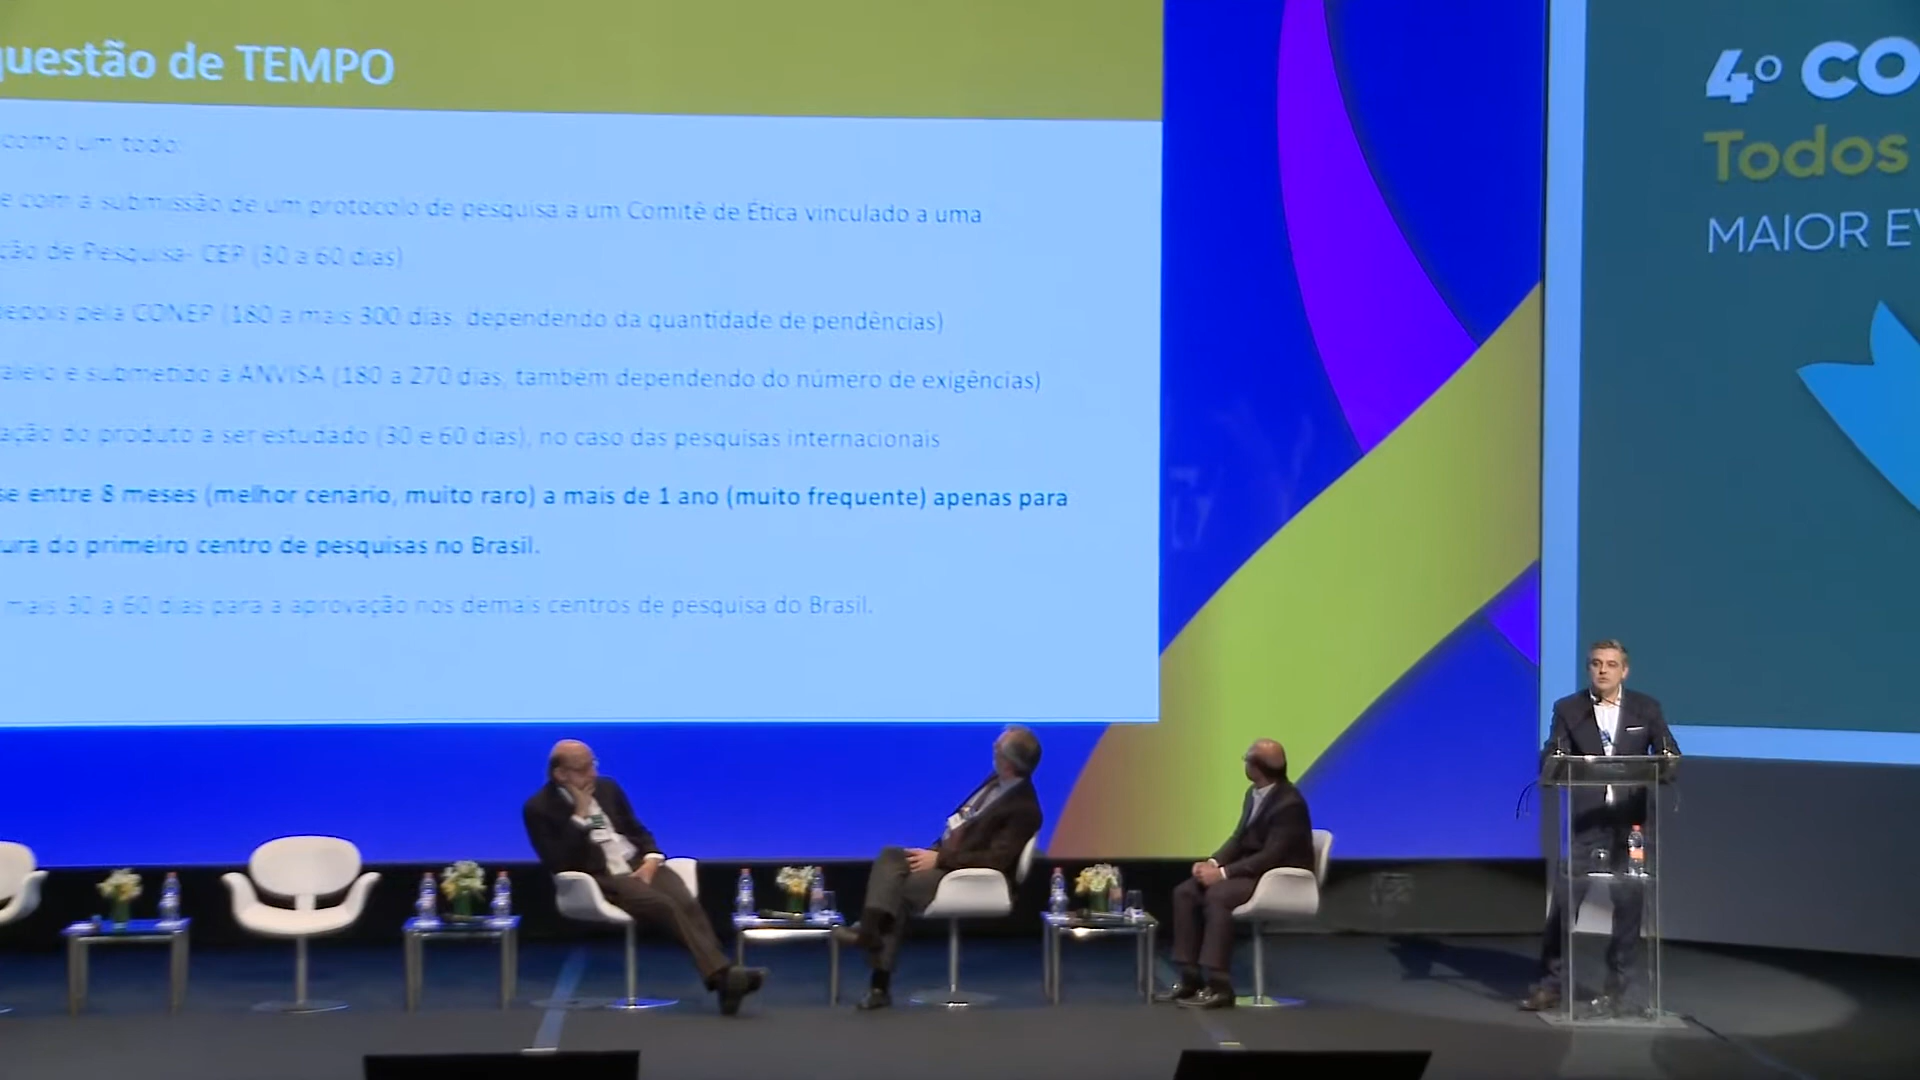 questão de TEMPO
como um todo:
e com a submissão de um protocolo de pesquisa a um Comitê de Ética vinculado a uma
ção de Pesquisa- CEP (30 a 60 dias)
depois pela CONEP (180 a mais 300 dias, dependendo da quantidade de pendências)
alelo é submetido à ANVISA (180 a 270 dias, também dependendo do número de exigências)
ação do produto a ser estudado (30 e 60 dias), no caso das pesquisas internacionais
se entre 8 meses (melhor cenário, muito raro) a mais de 1 ano (muito frequente) apenas para
ura do primeiro centro de pesquisas no Brasil.
mais 30 a 60 dias para a aprovação nos demais centros de pesquisa do Brasil.
4º CO
Todos
MAIOR EV